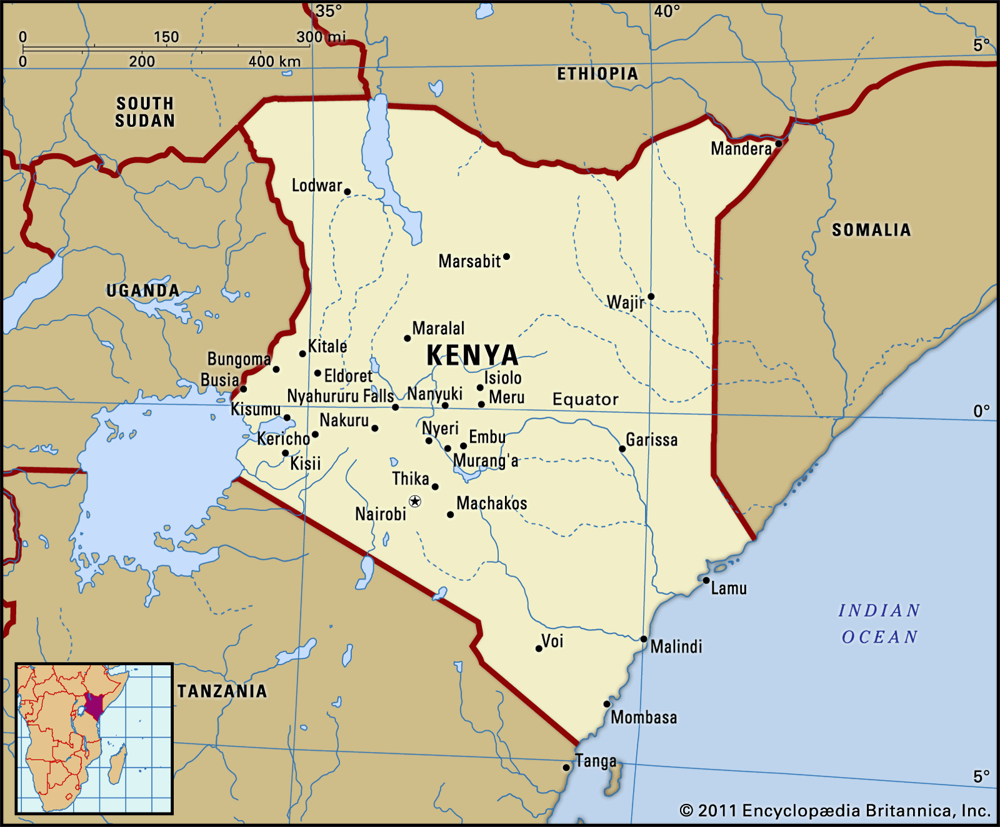 35°
40°
0 150 300 mi
0 200 400 km
5°
ETHIOPIA
SOUTH
SUDAN
Mandera
Lodwar
SOMALIA
Marsabit
UGANDA
Wajir
Maralal
KENYA
Kitale
Bungoma
Busia
Eldoret
Isiolo
Nyahururu Falls
Nanyuki
Meru
Equator
Kisumu
0°
Nakuru
Nyeri
Embu
Kericho
Garissa
Kisii
Murang'a
Thika
Machakos
Nairobi
Lamu
INDIAN
OCEAN
Voi
Malindi
TANZANIA
Mombasa
Tanga
5°
© 2011 Encyclopædia Britannica, Inc.